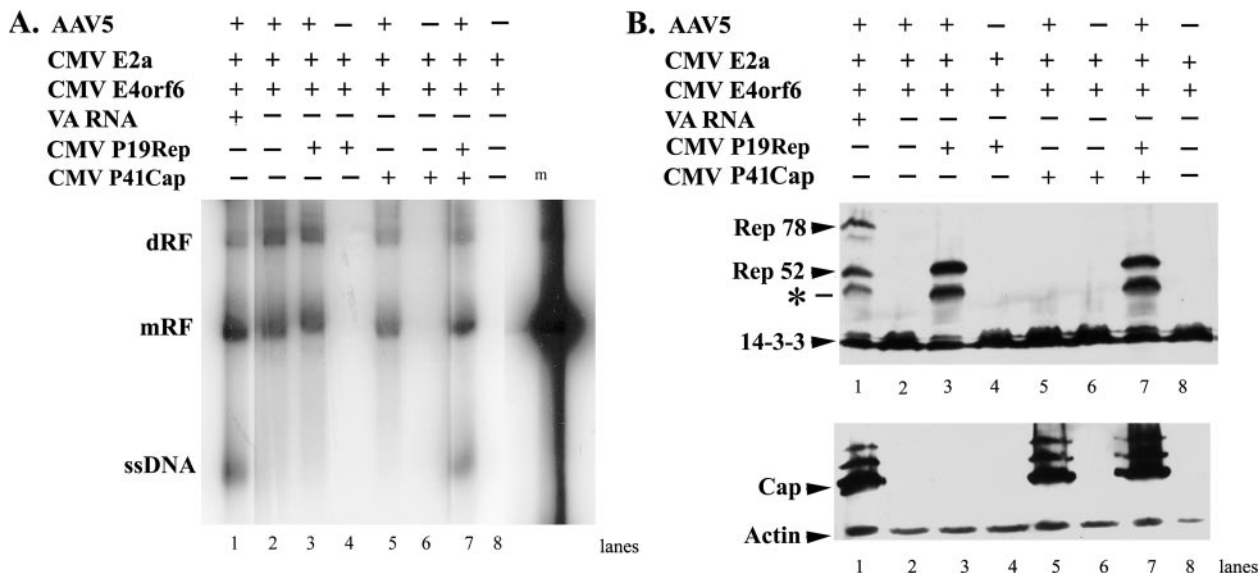 A.
AAV5 + + + – + – + –
CMV E2a + + + + + + + +
CMV E4orf6 + + + + + + + +
VA RNA + – – – – – – –
CMV P19Rep – – + + – – + –
CMV P41Cap – – – – + + + – m
dRF
mRF
ssDNA
1 2 3 4 5 6 7 8 lanes
B.
AAV5 + + + – + – + –
CMV E2a + + + + + + + +
CMV E4orf6 + + + + + + + +
VA RNA + – – – – – – –
CMV P19Rep – – + + – – + –
CMV P41Cap – – – – + + + –
Rep 78
Rep 52
* –
14-3-3
1 2 3 4 5 6 7 8
Cap
Actin
1 2 3 4 5 6 7 8 lanes